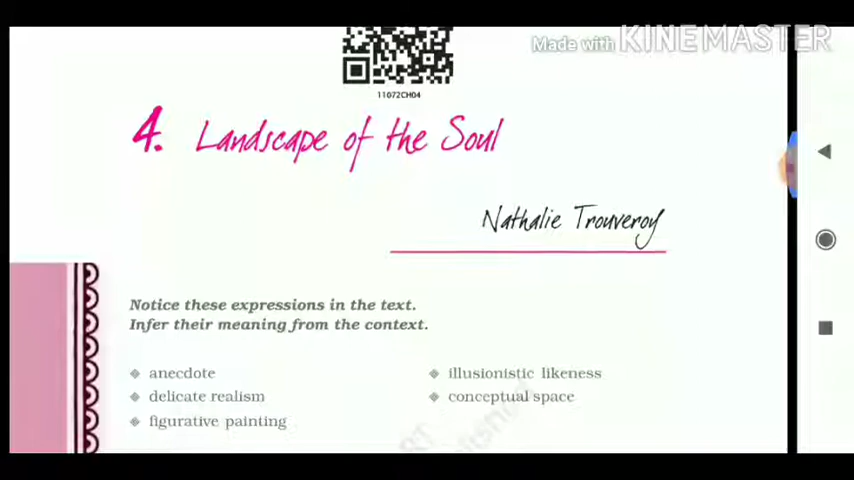 Made with KINEMASTER
11072CH04
4. Landscape of the Soul
Nathalie Trouveroy
Notice these expressions in the text.
Infer their meaning from the context.
❖ anecdote
❖ illusionistic likeness
❖ delicate realism
❖ conceptual space
❖ figurative painting